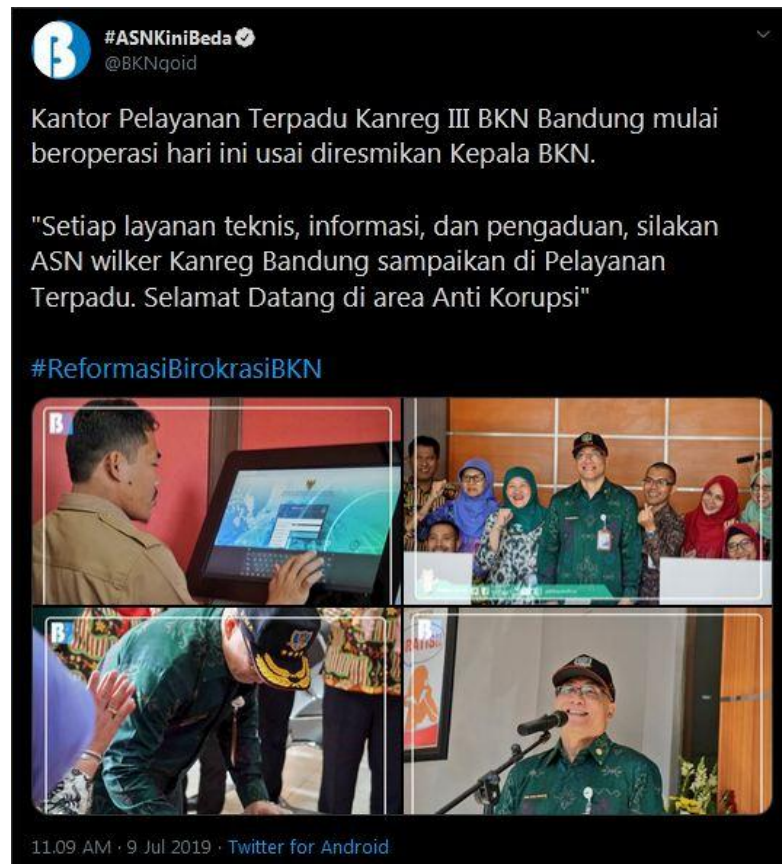 #ASNKiniBeda
@BKNgoid
Kantor Pelayanan Terpadu Kanreg III BKN Bandung mulai
beroperasi hari ini usai diresmikan Kepala BKN.
"Setiap layanan teknis, informasi, dan pengaduan, silakan
ASN wilker Kanreg Bandung sampaikan di Pelayanan
Terpadu. Selamat Datang di area Anti Korupsi"
#ReformasiBirokrasiBKN
11.09 AM · 9 Jul 2019 · Twitter for Android